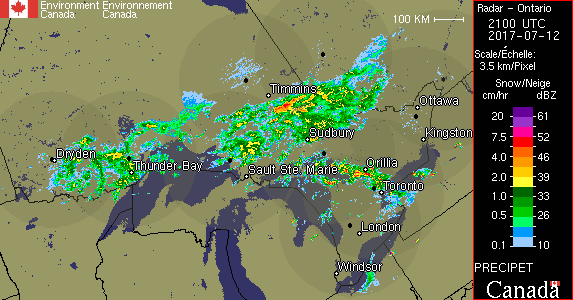 Environment Environnement
Canada Canada
100 KM
Timmins
Ottawa
Kingston
Sudbury
Dryden
Thunder Bay
Sault Ste. Marie
Orillia
Toronto
London
Windsor
Radar - Ontario
2100 UTC
2017-07-12
Scale/Échelle:
3.5 km/Pixel
Snow/Neige
cm/hr dBZ
20 61
7.5 52
4.0 46
2.0 39
1.0 33
0.5 26
0.1 10
PRECIPET
Canada